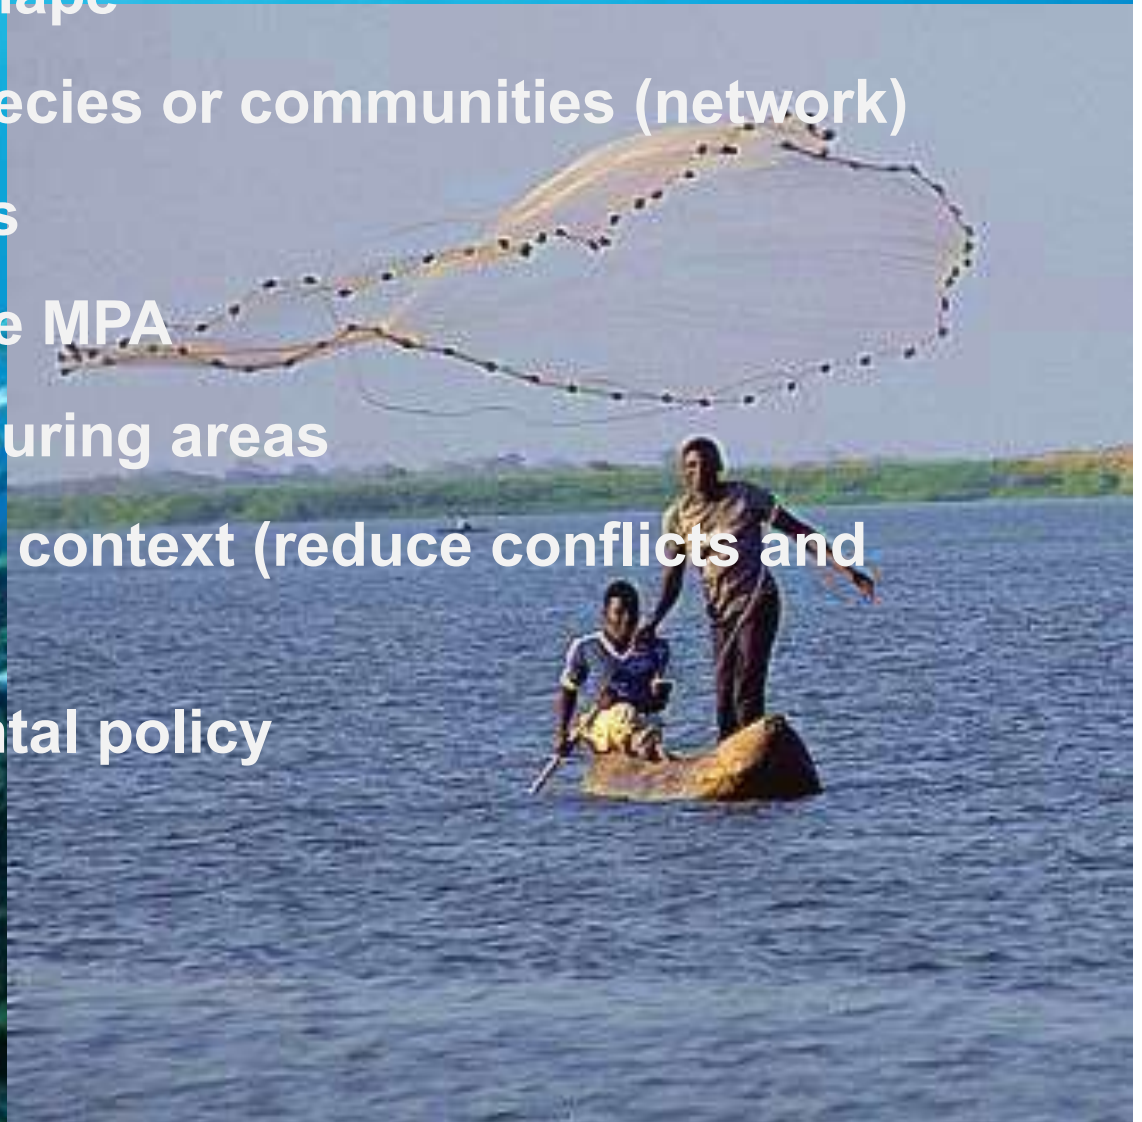 ecies or communities (network)
s
e MPA
uring areas
context (reduce conflicts and
tal policy